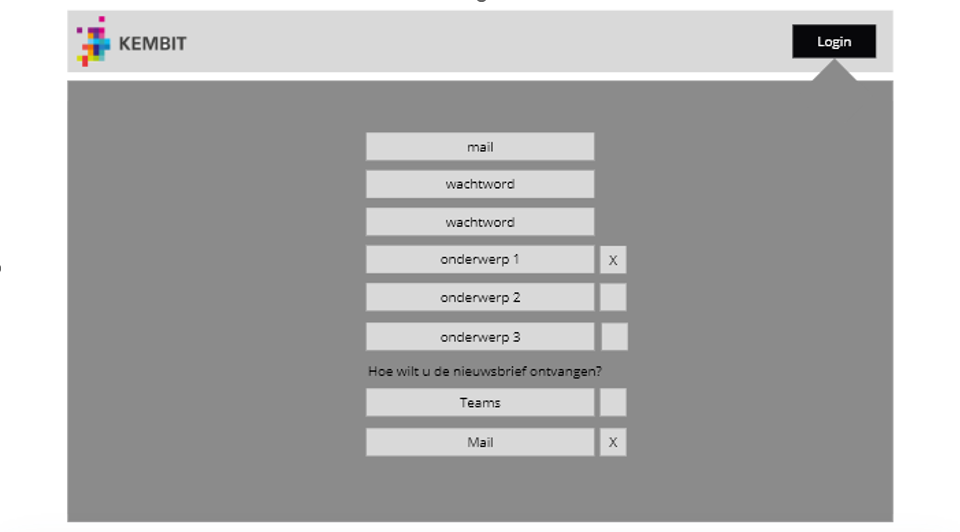 KEMBIT
Login
mail
wachtword
wachtword
onderwerp 1 X
onderwerp 2
onderwerp 3
Hoe wilt u de nieuwsbrief ontvangen?
Teams
Mail X